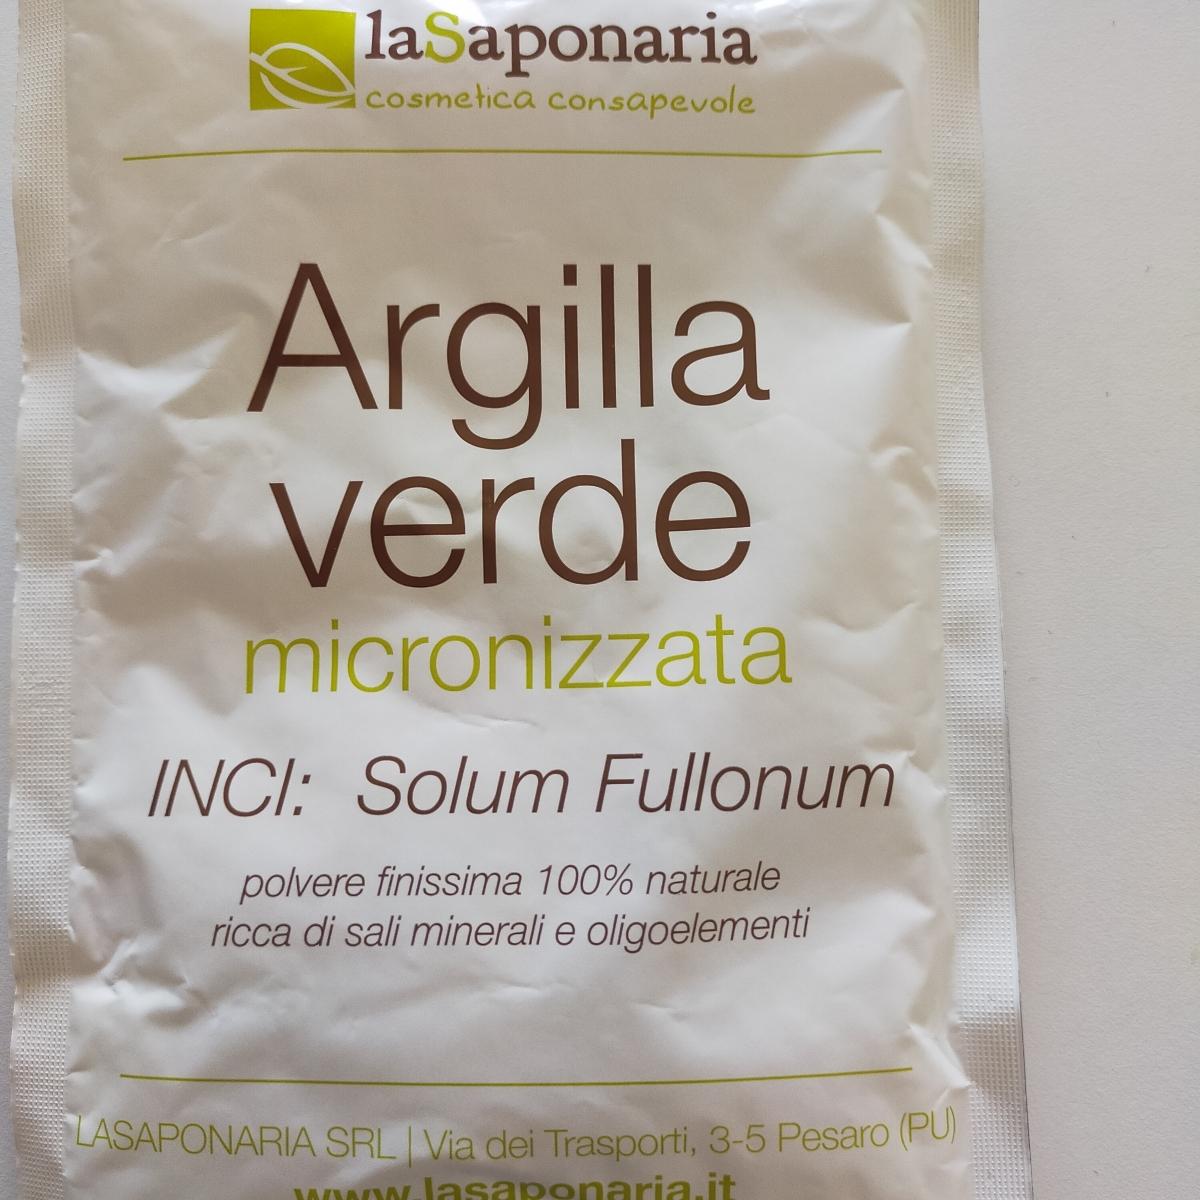 laSaponaria
cosmetica consapevole
Argilla
verde
micronizzata
INCI: Solum Fullonum
polvere finissima 100% naturale
ricca di sali minerali e oligoelementi
LASAPONARIA SRL | Via dei Trasporti, 3-5 Pesaro (PU)
www.lasaponaria.it